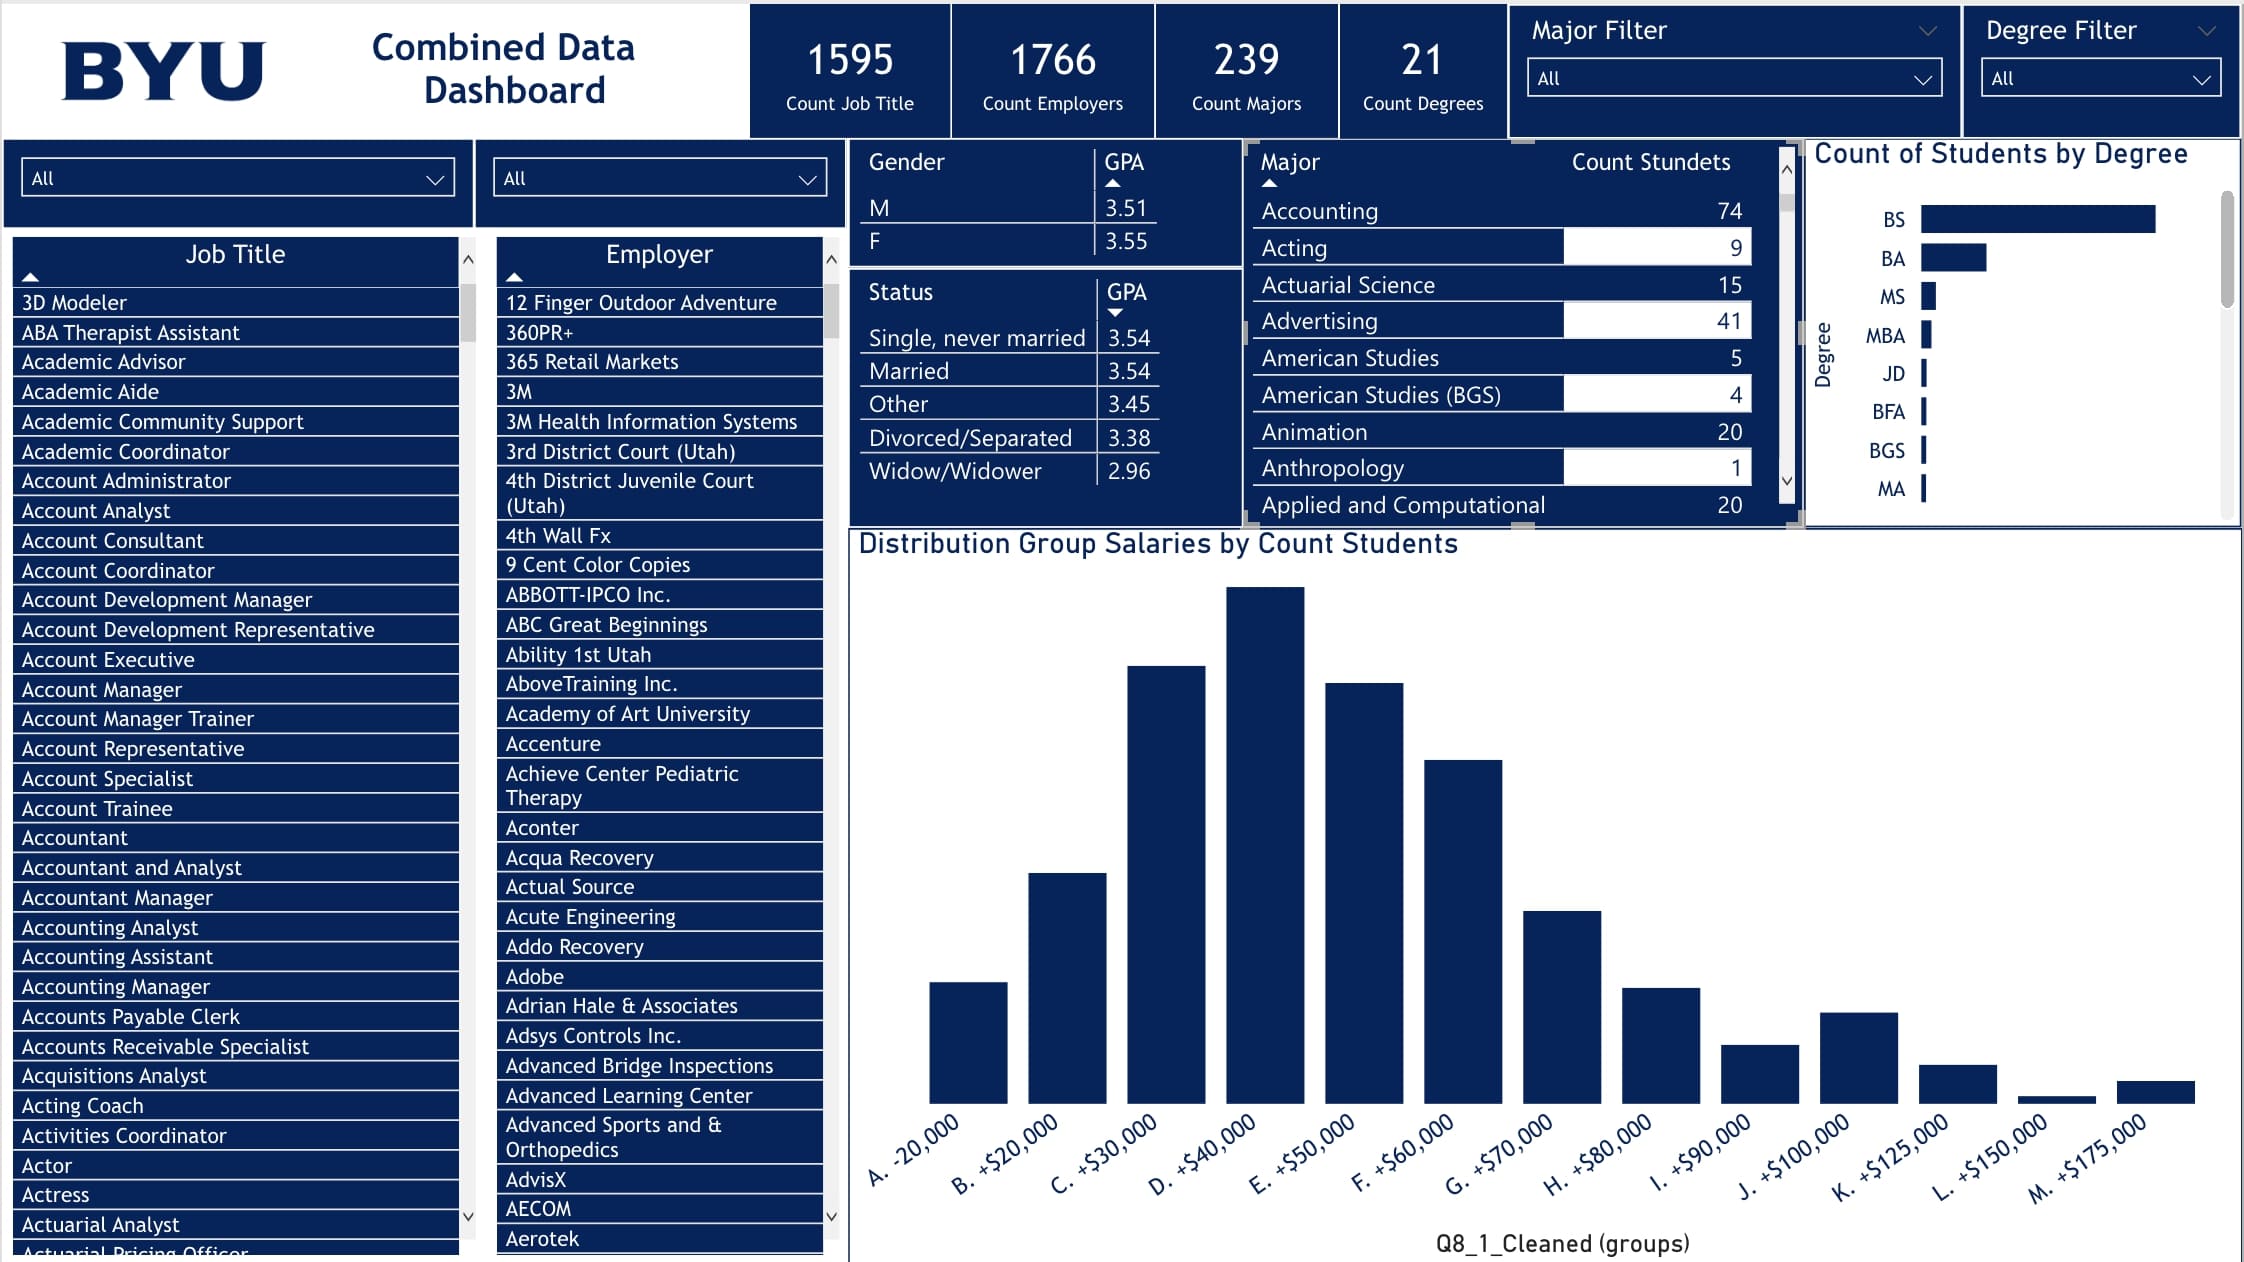 BYU
Combined Data
Dashboard
1595
Count Job Title
1766
Count Employers
239
Count Majors
21
Count Degrees
Major Filter
All
Degree Filter
All
All
All
Job Title
3D Modeler
ABA Therapist Assistant
Academic Advisor
Academic Aide
Academic Community Support
Academic Coordinator
Account Administrator
Account Analyst
Account Consultant
Account Coordinator
Account Development Manager
Account Development Representative
Account Executive
Account Manager
Account Manager Trainer
Account Representative
Account Specialist
Account Trainee
Accountant
Accountant and Analyst
Accountant Manager
Accounting Analyst
Accounting Assistant
Accounting Manager
Accounts Payable Clerk
Accounts Receivable Specialist
Acquisitions Analyst
Acting Coach
Activities Coordinator
Actor
Actress
Actuarial Analyst
Actuarial Pricing Officer
Employer
12 Finger Outdoor Adventure
360PR+
365 Retail Markets
3M
3M Health Information Systems
3rd District Court (Utah)
4th District Juvenile Court
(Utah)
4th Wall Fx
9 Cent Color Copies
ABBOTT-IPCO Inc.
ABC Great Beginnings
Ability 1st Utah
AboveTraining Inc.
Academy of Art University
Accenture
Achieve Center Pediatric
Therapy
Aconter
Acqua Recovery
Actual Source
Acute Engineering
Addo Recovery
Adobe
Adrian Hale & Associates
Adsys Controls Inc.
Advanced Bridge Inspections
Advanced Learning Center
Advanced Sports and &
Orthopedics
AdvisX
AECOM
Aerotek
Gender GPA
M 3.51
F 3.55
Status GPA
Single, never married 3.54
Married 3.54
Other 3.45
Divorced/Separated 3.38
Widow/Widower 2.96
Major Count Stundets
Accounting 74
Acting 9
Actuarial Science 15
Advertising 41
American Studies 5
American Studies (BGS) 4
Animation 20
Anthropology 1
Applied and Computational 20
Count of Students by Degree
Degree
BS
BA
MS
MBA
JD
BFA
BGS
MA
Distribution Group Salaries by Count Students
A. -20,000
B. +$20,000
C. +$30,000
D. +$40,000
E. +$50,000
F. +$60,000
G. +$70,000
H. +$80,000
I. +$90,000
J. +$100,000
K. +$125,000
L. +$150,000
M. +$175,000
Q8_1_Cleaned (groups)